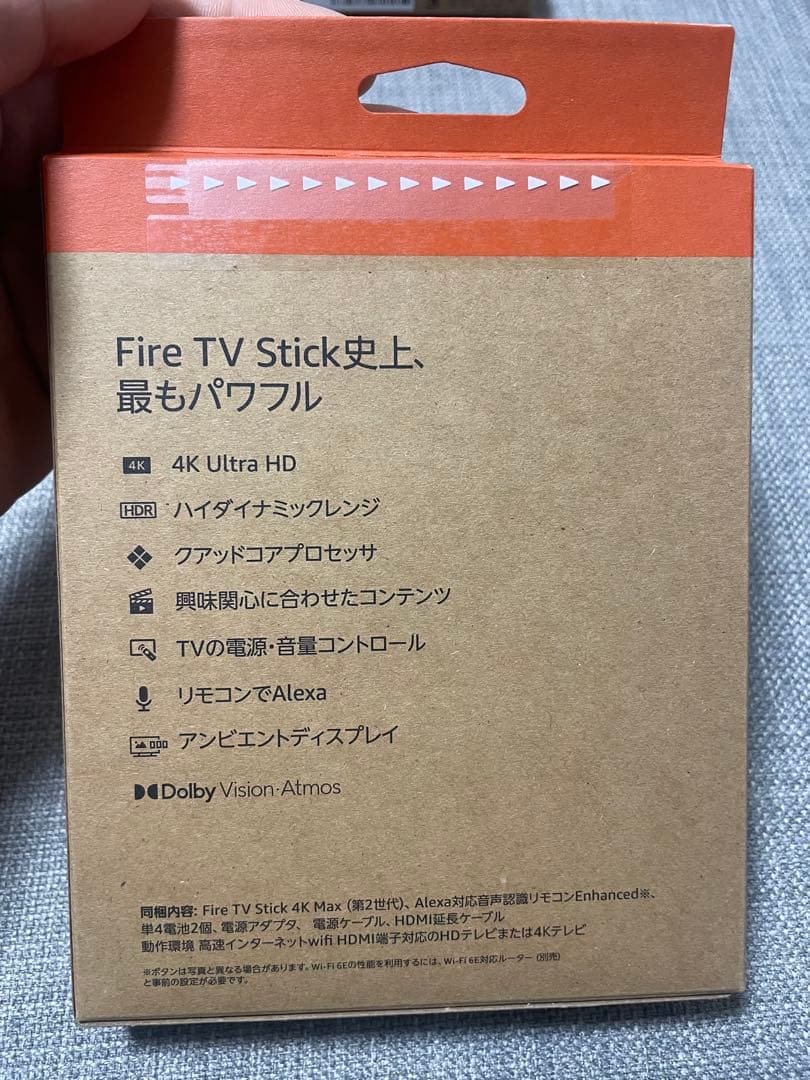 Fire TV Stick史上、
最もパワフル
4K 4K Ultra HD
HDR ハイダイナミックレンジ
クアッドコアプロセッサ
興味関心に合わせたコンテンツ
TVの電源・音量コントロール
リモコンでAlexa
アンビエントディスプレイ
Dolby Vision·Atmos
同梱内容: Fire TV Stick 4K Max (第2世代)、Alexa対応音声認識リモコンEnhanced※、
単4電池2個、電源アダプタ、 電源ケーブル、HDMI延長ケーブル
動作環境 高速インターネットwifi HDMI端子対応のHDテレビまたは4Kテレビ
※ボタンは写真と異なる場合があります。Wi-Fi 6Eの性能を利用するには、Wi-Fi 6E対応ルーター (別売)
と事前の設定が必要です。